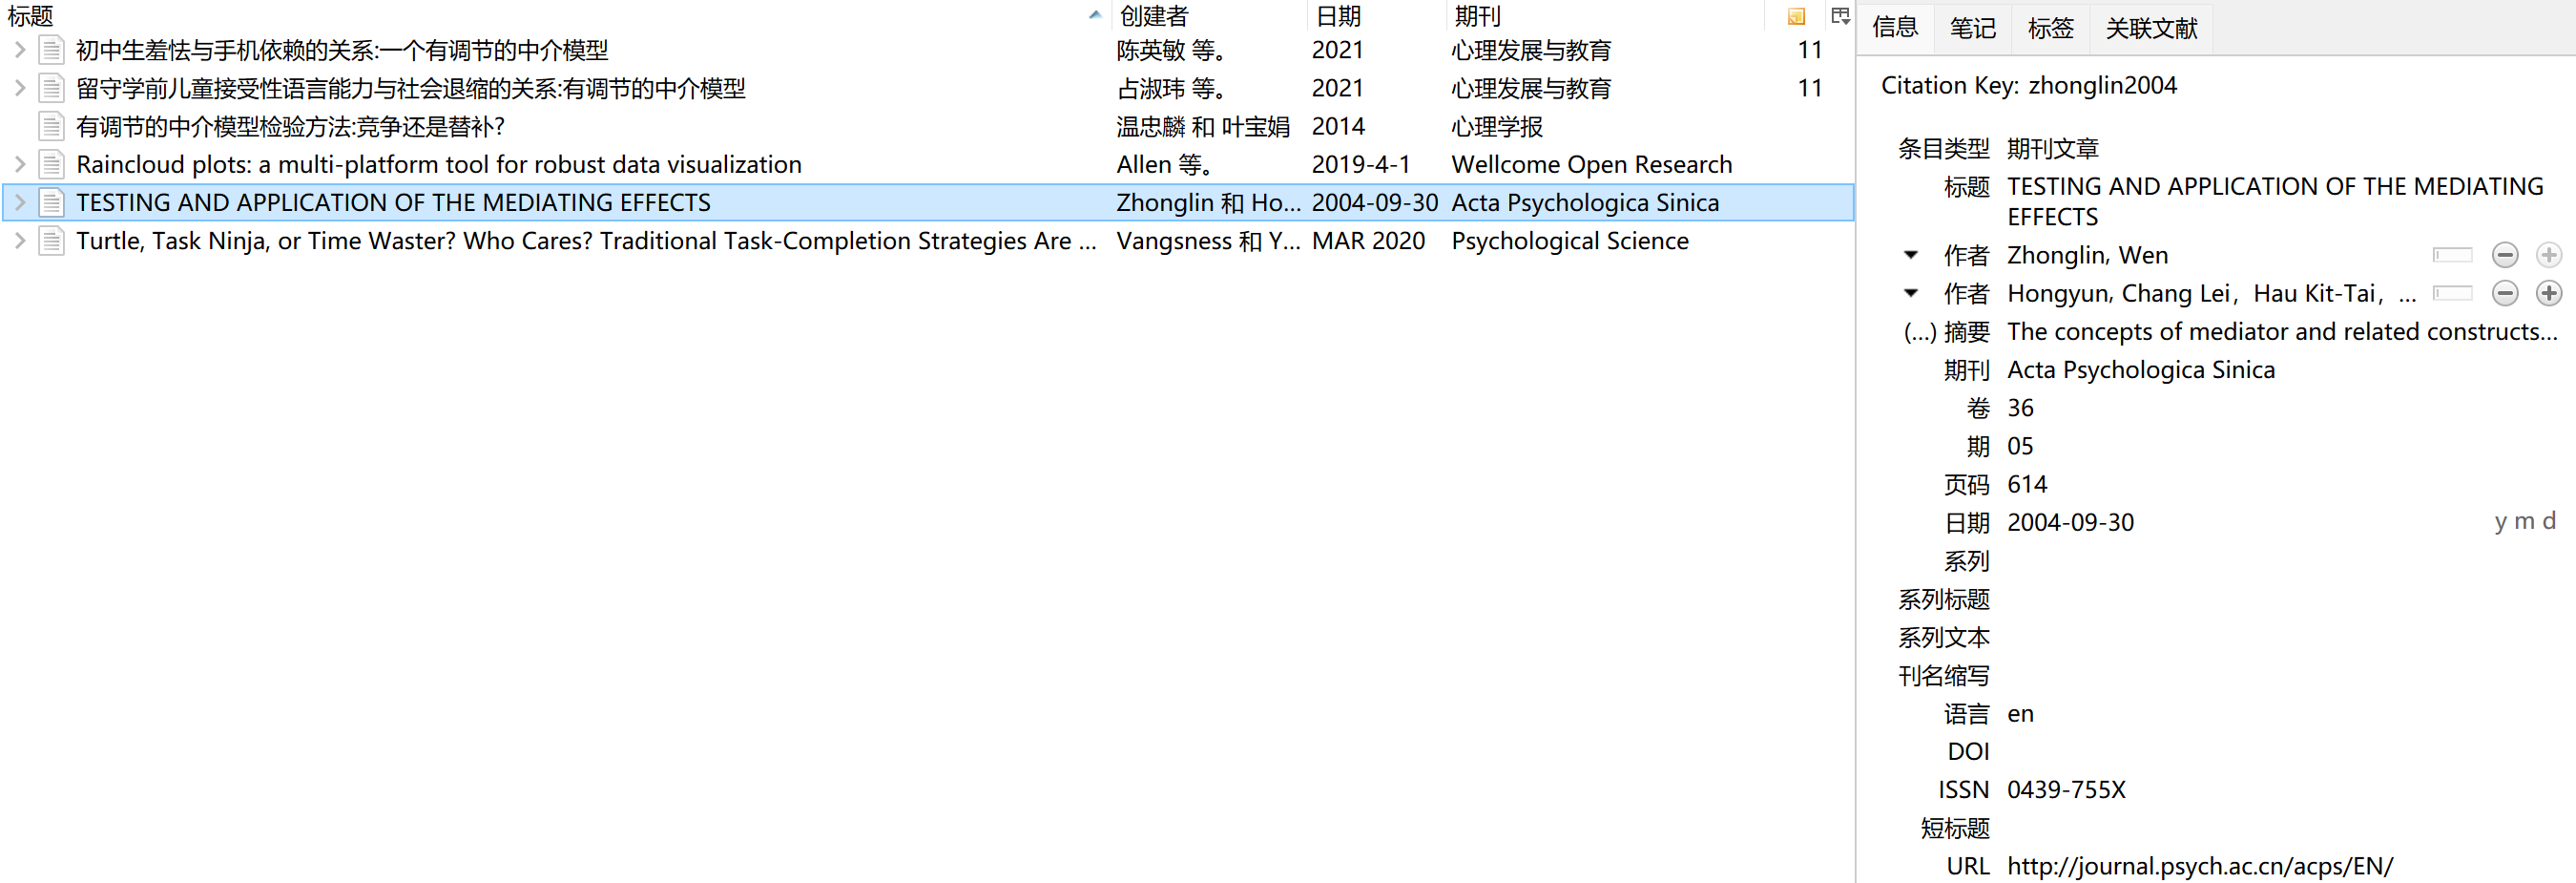 标题 创建者 日期 期刊
初中生羞怯与手机依赖的关系:一个有调节的中介模型 陈英敏 等。 2021 心理发展与教育 11
留守学前儿童接受性语言能力与社会退缩的关系:有调节的中介模型 占淑玮 等。 2021 心理发展与教育 11
有调节的中介模型检验方法:竞争还是替补? 温忠麟 和 叶宝娟 2014 心理学报
Raincloud plots: a multi-platform tool for robust data visualization Allen 等。 2019-4-1 Wellcome Open Research
TESTING AND APPLICATION OF THE MEDIATING EFFECTS Zhonglin 和 Ho... 2004-09-30 Acta Psychologica Sinica
Turtle, Task Ninja, or Time Waster? Who Cares? Traditional Task-Completion Strategies Are ... Vangsness 和 Y... MAR 2020 Psychological Science
信息 笔记 标签 关联文献
Citation Key: zhonglin2004
条目类型 期刊文章
标题 TESTING AND APPLICATION OF THE MEDIATING
EFFECTS
作者 Zhonglin, Wen
作者 Hongyun, Chang Lei，Hau Kit-Tai，...
(...) 摘要 The concepts of mediator and related constructs...
期刊 Acta Psychologica Sinica
卷 36
期 05
页码 614
日期 2004-09-30 y m d
系列
系列标题
系列文本
刊名缩写
语言 en
DOI
ISSN 0439-755X
短标题
URL http://journal.psych.ac.cn/acps/EN/